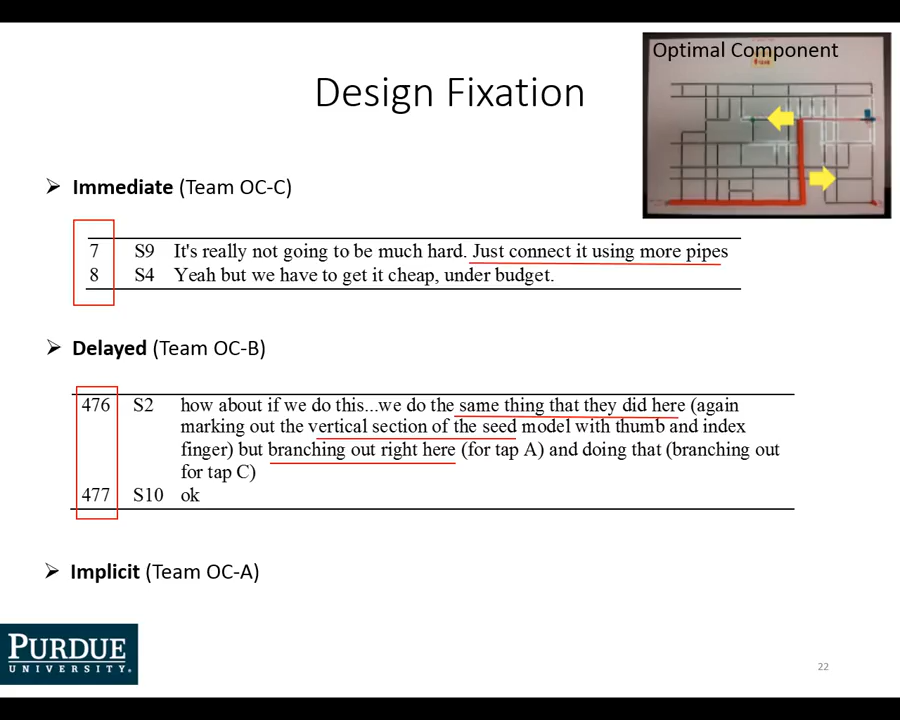 Optimal Component
Design Fixation
➢ Immediate (Team OC-C)
7 S9 It's really not going to be much hard. Just connect it using more pipes
8 S4 Yeah but we have to get it cheap, under budget.
➢ Delayed (Team OC-B)
476 S2 how about if we do this...we do the same thing that they did here (again
marking out the vertical section of the seed model with thumb and index
finger) but branching out right here (for tap A) and doing that (branching out
for tap C)
477 S10 ok
➢ Implicit (Team OC-A)
PURDUE
UNIVERSITY.
22